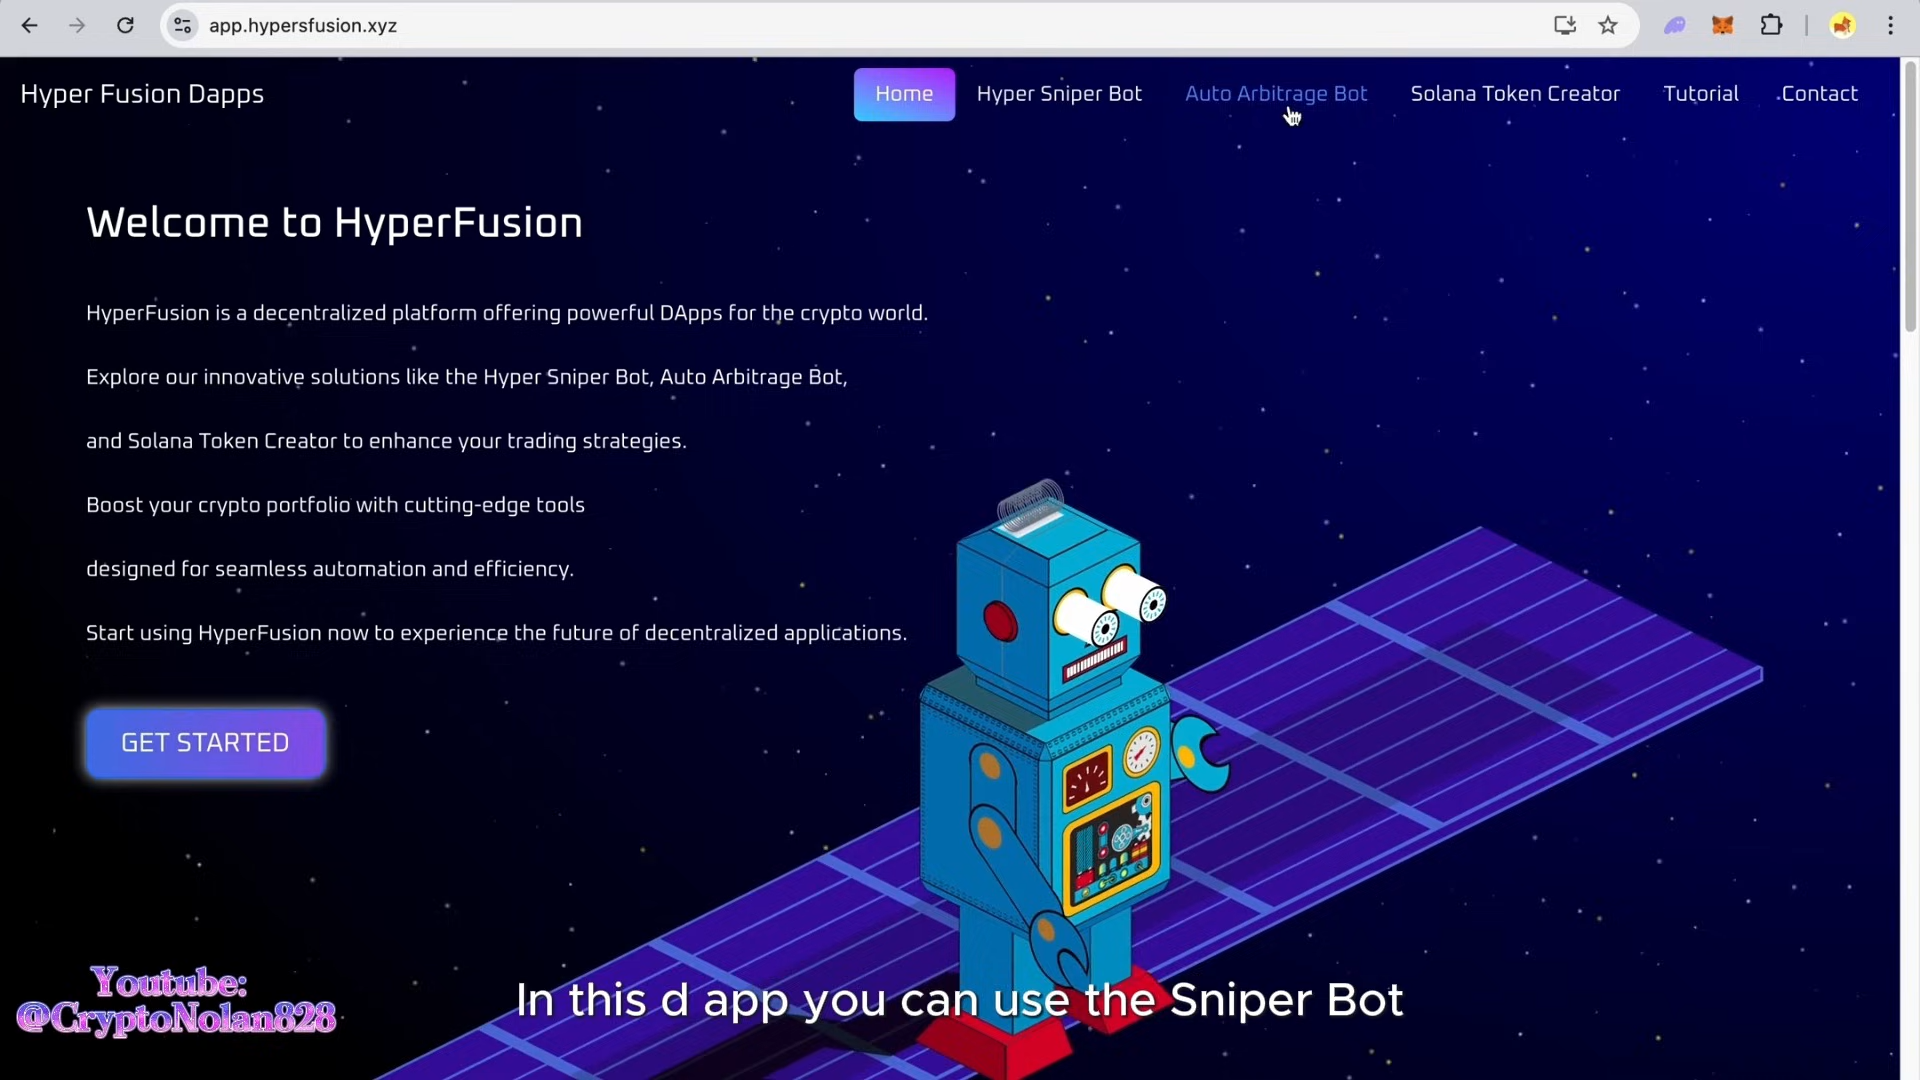 app.hypersfusion.xyz
Hyper Fusion Dapps
Home
Hyper Sniper Bot
Auto Arbitrage Bot
Solana Token Creator
Tutorial
Contact
Welcome to HyperFusion
HyperFusion is a decentralized platform offering powerful DApps for the crypto world.
Explore our innovative solutions like the Hyper Sniper Bot, Auto Arbitrage Bot,
and Solana Token Creator to enhance your trading strategies.
Boost your crypto portfolio with cutting-edge tools
designed for seamless automation and efficiency.
Start using HyperFusion now to experience the future of decentralized applications.
GET STARTED
Youtube:
@CryptoNolan828
In this d app you can use the Sniper Bot